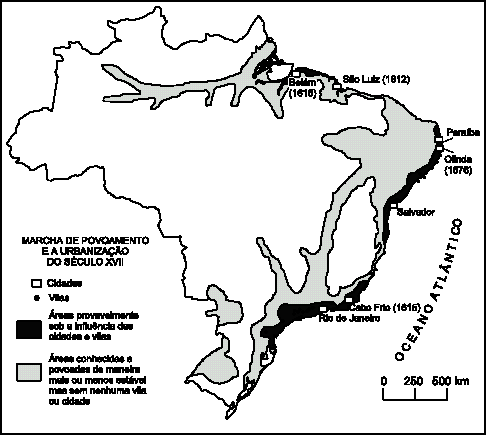 Belém
(1616)
São Luiz (1612)
Paraíba
Olinda
(1676)
Salvador
Cabo Frio (1615)
Rio de Janeiro
OCEANO ATLÂNTICO
MARCHA DE POVOAMENTO
E A URBANIZAÇÃO
DO SÉCULO XVII
Cidades
Vilas
Áreas provavelmente
sob a influência das
cidades e vilas
Áreas conhecidas e
povoadas de maneira
mais ou menos estável
mas sem nenhuma vila
ou cidade
0 250 500 km